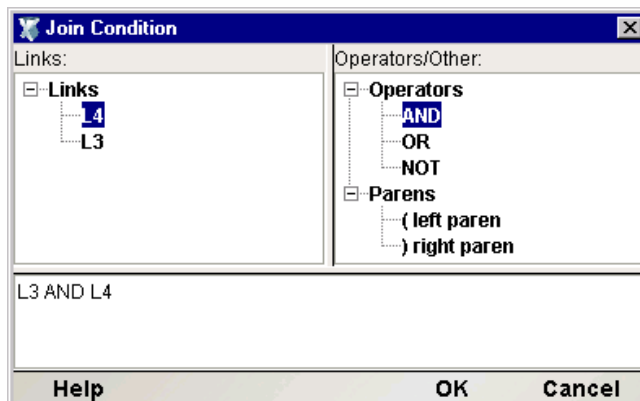 Join Condition
Links:
Links
L4
L3
Operators/Other:
Operators
AND
OR
NOT
Parens
( left paren
) right paren
L3 AND L4
Help OK Cancel